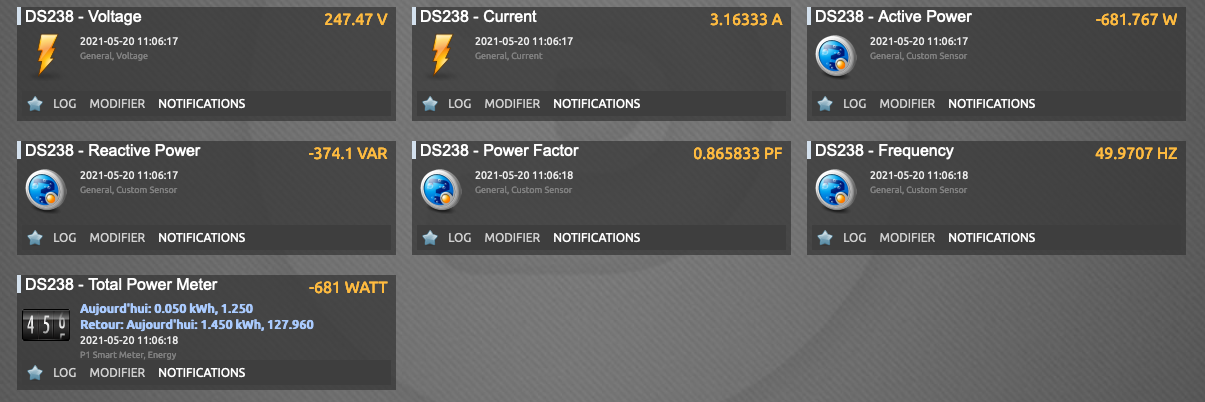 DS238 - Voltage
247.47 V
2021-05-20 11:06:17
General, Voltage
LOG MODIFIER NOTIFICATIONS
DS238 - Current
3.16333 A
2021-05-20 11:06:17
General, Current
LOG MODIFIER NOTIFICATIONS
DS238 - Active Power
-681.767 W
2021-05-20 11:06:17
General, Custom Sensor
LOG MODIFIER NOTIFICATIONS
DS238 - Reactive Power
-374.1 VAR
2021-05-20 11:06:17
General, Custom Sensor
LOG MODIFIER NOTIFICATIONS
DS238 - Power Factor
0.865833 PF
2021-05-20 11:06:18
General, Custom Sensor
LOG MODIFIER NOTIFICATIONS
DS238 - Frequency
49.9707 HZ
2021-05-20 11:06:18
General, Custom Sensor
LOG MODIFIER NOTIFICATIONS
DS238 - Total Power Meter
-681 WATT
Aujourd'hui: 0.050 kWh, 1.250
Retour: Aujourd'hui: 1.450 kWh, 127.960
2021-05-20 11:06:18
P1 Smart Meter, Energy
LOG MODIFIER NOTIFICATIONS